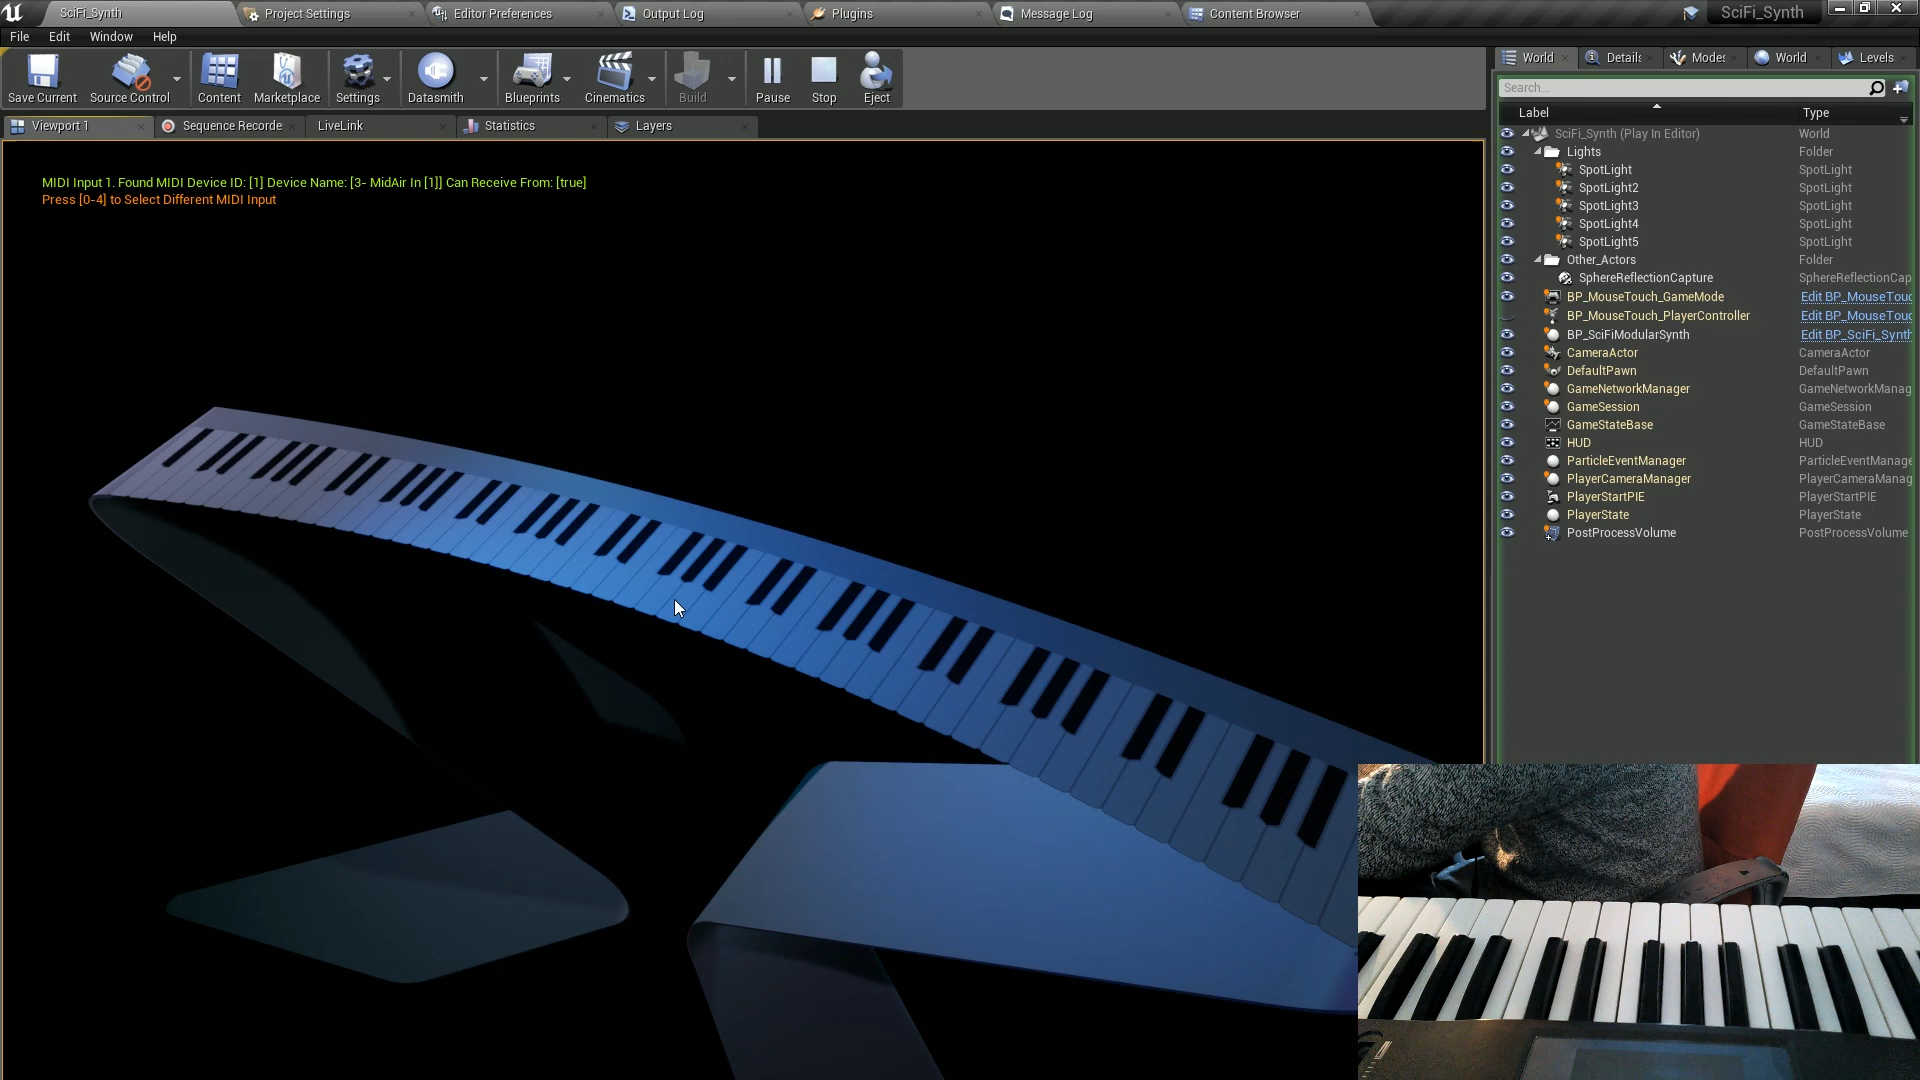 SciFi_Synth
Project Settings
Editor Preferences
Output Log
Plugins
Message Log
Content Browser
SciFi_Synth
File Edit Window Help
Save Current
Source Control
Content
Marketplace
Settings
Datasmith
Blueprints
Cinematics
Build
Pause
Stop
Eject
World
Details
Modes
World
Levels
Viewport 1
Sequence Recorde
LiveLink
Statistics
Layers
Search...
Label Type
MIDI Input 1. Found MIDI Device ID: [1] Device Name: [3- MidAir In [1]] Can Receive From: [true]
Press [0-4] to Select Different MIDI Input
SciFi_Synth (Play In Editor) World
Lights Folder
SpotLight SpotLight
SpotLight2 SpotLight
SpotLight3 SpotLight
SpotLight4 SpotLight
SpotLight5 SpotLight
Other_Actors Folder
SphereReflectionCapture SphereReflectionCap
BP_MouseTouch_GameMode Edit BP_MouseTouc
BP_MouseTouch_PlayerController Edit BP_MouseTouc
BP_SciFiModularSynth Edit BP_SciFi_Synth
CameraActor CameraActor
DefaultPawn DefaultPawn
GameNetworkManager GameNetworkManag
GameSession GameSession
GameStateBase GameStateBase
HUD HUD
ParticleEventManager ParticleEventManage
PlayerCameraManager PlayerCameraManag
PlayerStartPIE PlayerStartPIE
PlayerState PlayerState
PostProcessVolume PostProcessVolume